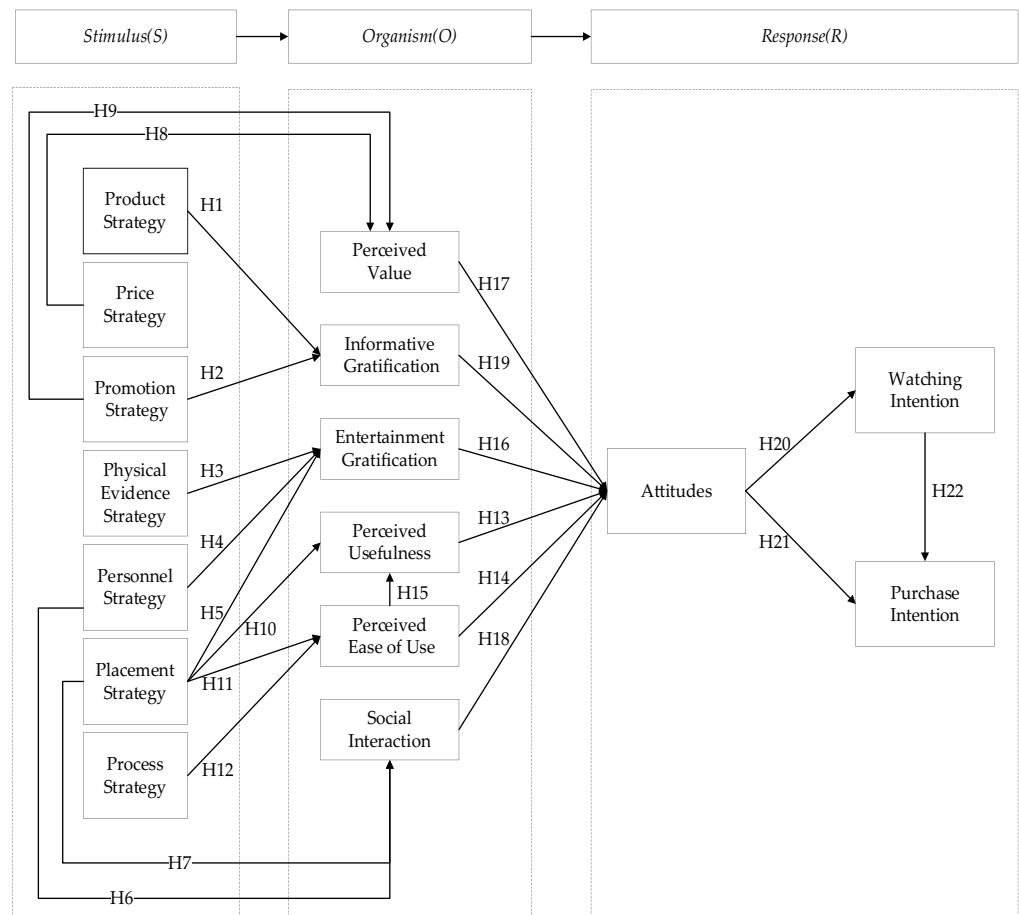 Stimulus(S)
Organism(O)
Response(R)
H9
H8
Product
Strategy
H1
Price
Strategy
Promotion
Strategy
H2
Physical
Evidence
Strategy
H3
Personnel
Strategy
H4
H5
Placement
Strategy
H10
H11
Process
Strategy
H12
H7
H6
Perceived
Value
H17
Informative
Gratification
H19
Entertainment
Gratification
H16
Perceived
Usefulness
H13
H15
Perceived
Ease of Use
H14
Social
Interaction
H18
Attitudes
H20
H21
Watching
Intention
H22
Purchase
Intention